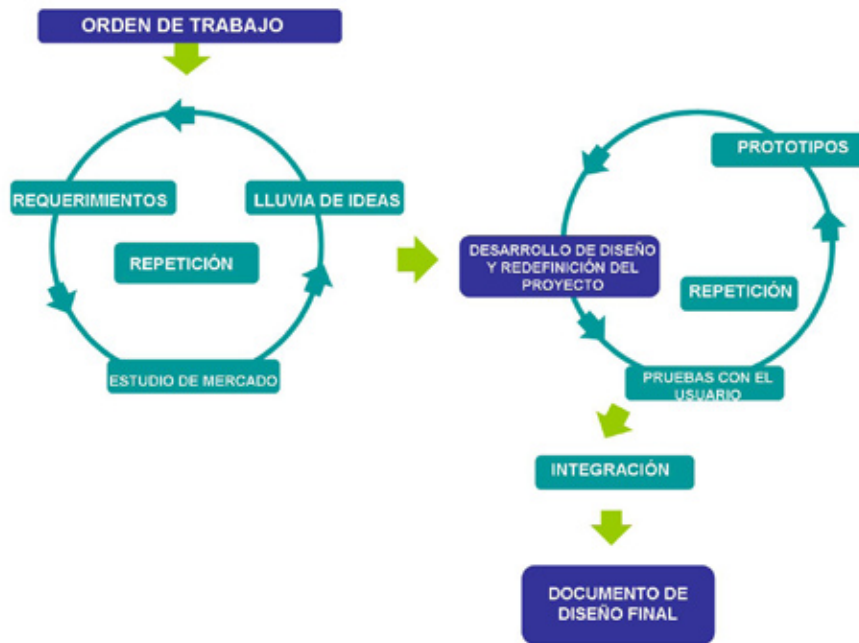 ORDEN DE TRABAJO
REQUERIMIENTOS
LLUVIA DE IDEAS
REPETICIÓN
ESTUDIO DE MERCADO
PROTOTIPOS
DESARROLLO DE DISEÑO
Y REDEFINICIÓN DEL
PROYECTO
REPETICIÓN
PRUEBAS CON EL
USUARIO
INTEGRACIÓN
DOCUMENTO DE
DISEÑO FINAL